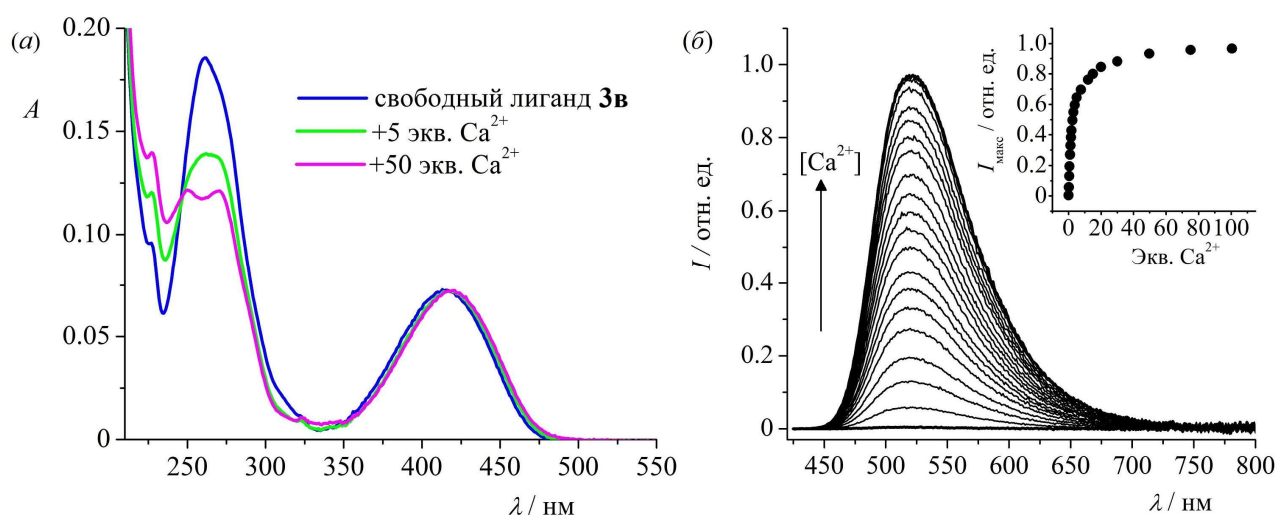 (а)
0.20
0.15
0.10
0.05
0
A
свободный лиганд 3в
+5 экв. Ca²⁺
+50 экв. Ca²⁺
250 300 350 400 450 500 550
λ / нм
(б)
1.0
0.8
0.6
0.4
0.2
0
I / отн. ед.
[Ca²⁺]
450 500 550 600 650 700 750 800
λ / нм
1.0
0.8
0.6
0.4
0.2
0
Iмакс / отн. ед.
0 20 40 60 80 100
Экв. Ca²⁺